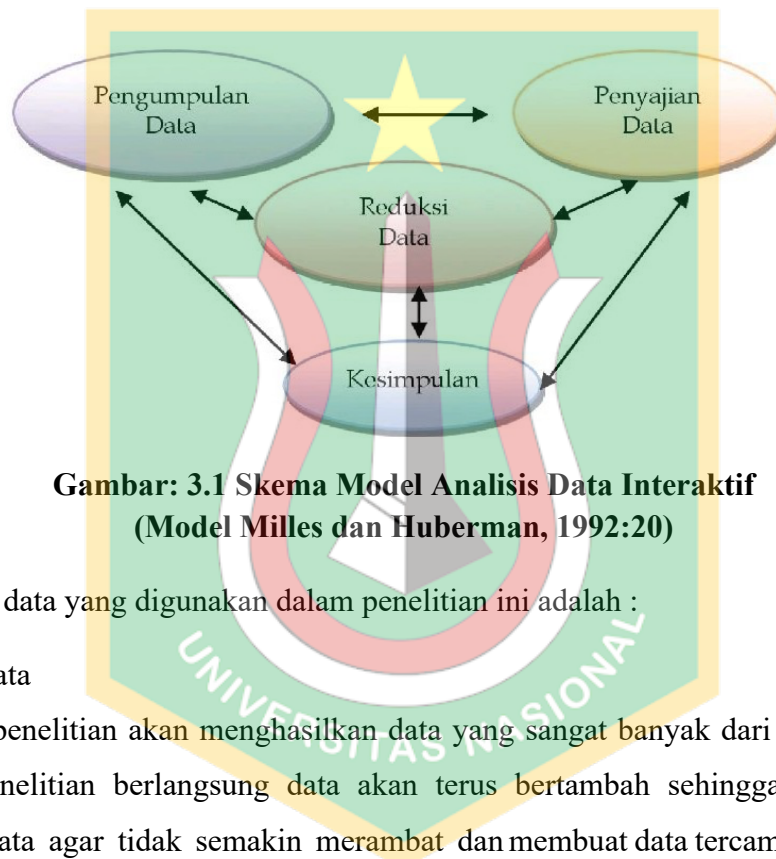 Pengumpulan
Data
Penyajian
Data
Reduksi
Data
Kesimpulan
Gambar: 3.1 Skema Model Analisis Data Interaktif
(Model Milles dan Huberman, 1992:20)
data yang digunakan dalam penelitian ini adalah :
ata
penelitian akan menghasilkan data yang sangat banyak dari
nelitian berlangsung data akan terus bertambah sehingga
ata agar tidak semakin merambat dan membuat data tercam
UNIVERSITAS NASIONAL